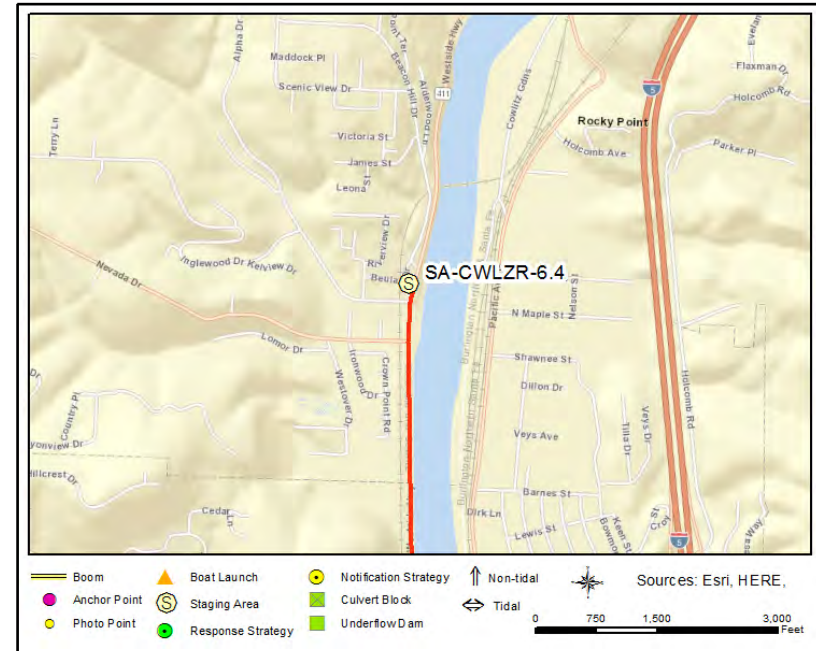 Alpha Dr
Maddock Pl
Scenic View Dr
Point Ter
Beacon Hill Dr
Alderwood Ln
Westside Hwy
411
Cowlitz Gdns
5
Rocky Point
Holcomb Ave
Flaxman Dr
Holcomb Rd
Parker Pl
Terry Ln
Victoria St
James St
Leona St
Inglewood Dr
Kelview Dr
Nevada Dr
S
SA-CWLZR-6.4
Burlington Northern Santa Fe
N Maple St
Nelson St
Lomor Dr
Ironwood Dr
Westover Dr
Crown Point Rd
Shawnee St
Dillon Dr
Country Pl
Veys Ave
Tilla Dr
Veys Dr
Holcomb Rd
yonview Dr
Hillcrest Dr
Barnes St
Dirk Ln
Lewis St
Keen St
Cedar Ln
5
Boom
Boat Launch
Notification Strategy
Non-tidal
Sources: Esri, HERE,
Anchor Point
S Staging Area
Culvert Block
Tidal
Photo Point
Response Strategy
Underflow Dam
0 750 1,500 3,000
Feet